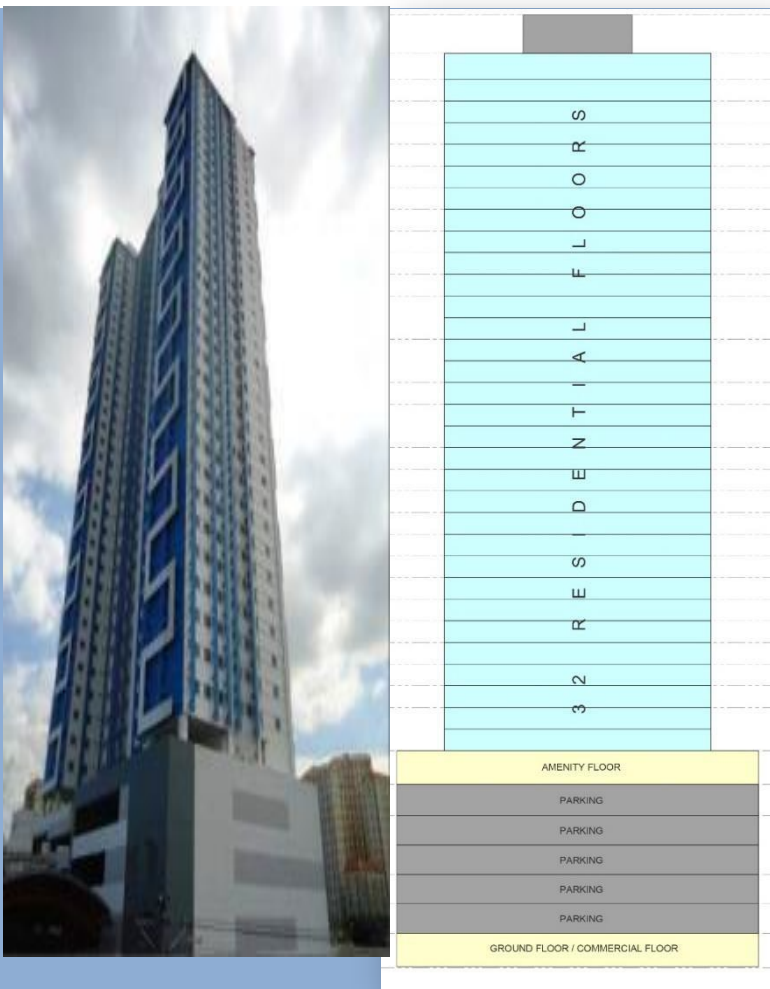 32 RESIDENTIAL FLOORS
AMENITY FLOOR
PARKING
PARKING
PARKING
PARKING
PARKING
GROUND FLOOR / COMMERCIAL FLOOR